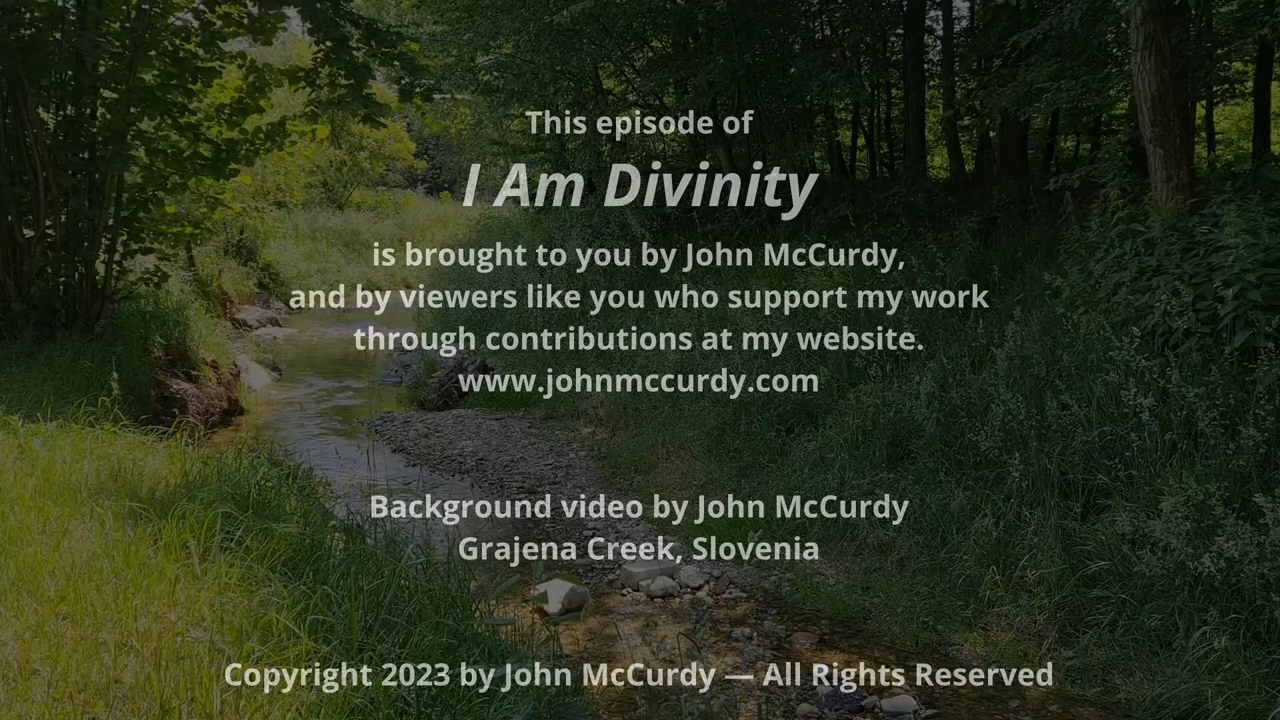 This episode of
I Am Divinity
is brought to you by John McCurdy,
and by viewers like you who support my work
through contributions at my website.
www.johnmccurdy.com
Background video by John McCurdy
Grajena Creek, Slovenia
Copyright 2023 by John McCurdy — All Rights Reserved